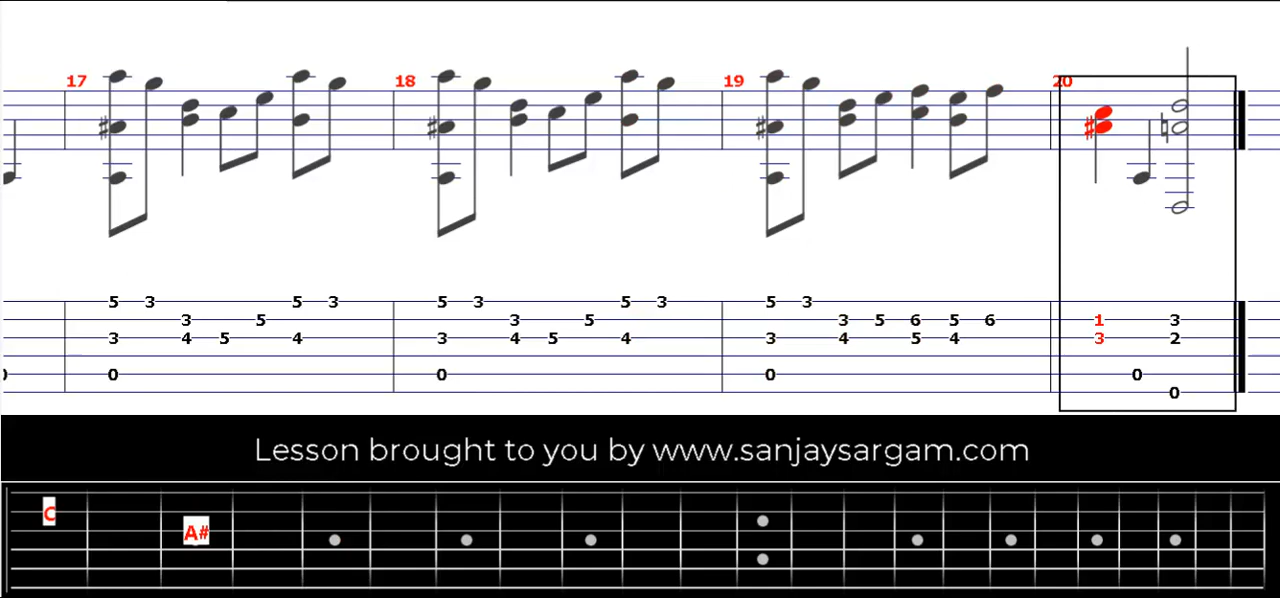 17 18 19 20
5 3 5 3 5 3 5 3 5 3
3 5 3 5 3 5 6 5 6 1 3
3 4 5 4 3 4 5 4 3 4 5 4 3 2
0 0 0 0 0
0
Lesson brought to you by www.sanjaysargam.com
C
A#